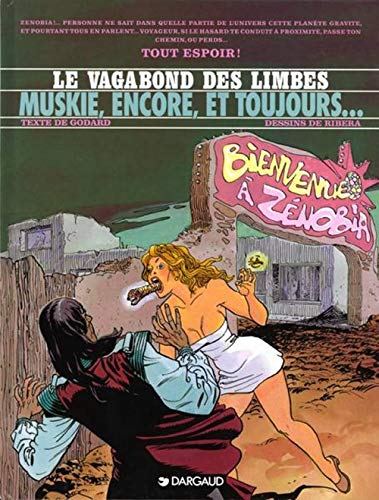 ZENOBIA!... PERSONNE NE SAIT DANS QUELLE PARTIE DE L'UNIVERS CETTE PLANÈTE GRAVITE,
ET POURTANT TOUS EN PARLENT... VOYAGEUR, SI LE HASARD TE CONDUIT À PROXIMITÉ, PASSE TON
CHEMIN, OU PERDS...
TOUT ESPOIR!
LE VAGABOND DES LIMBES
MUSKIE, ENCORE, ET TOUJOURS...
TEXTE DE GODARD
DESSINS DE RIBERA
BIENVENUE
À ZÉNOBIA
DARGAUD